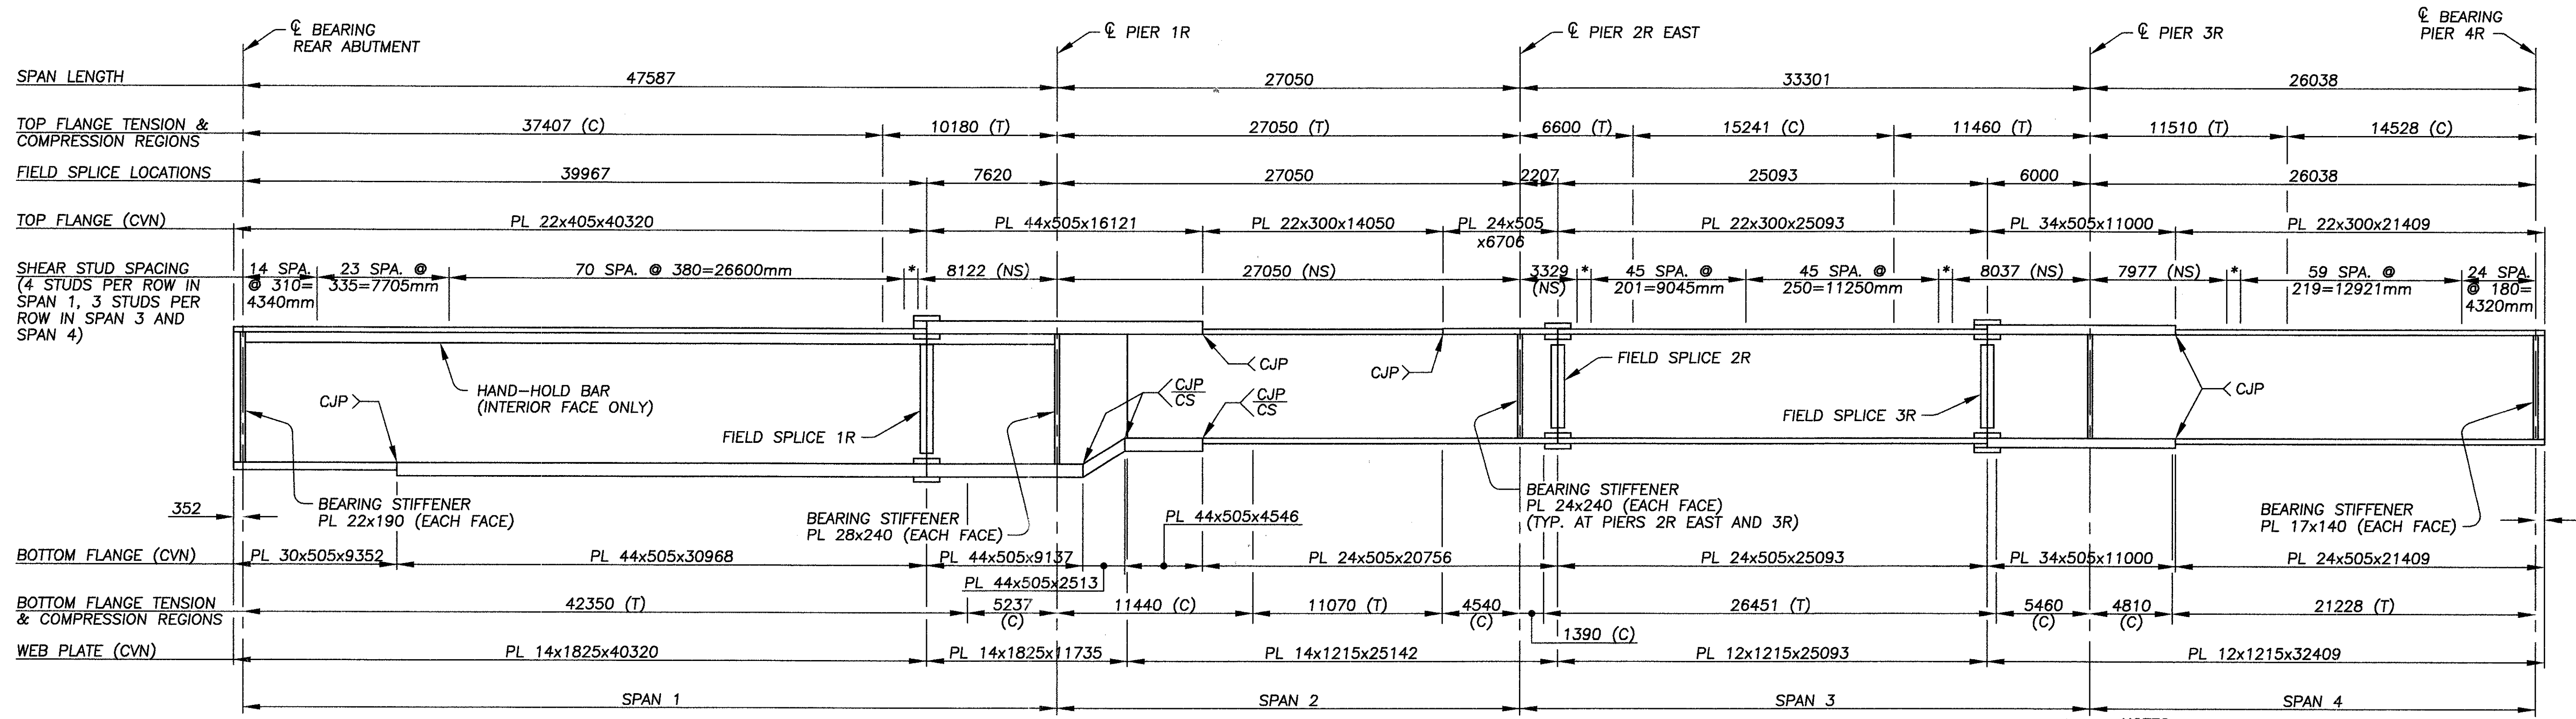 ℄ BEARING
REAR ABUTMENT
℄ PIER 1R
℄ PIER 2R EAST
℄ PIER 3R
℄ BEARING
PIER 4R
SPAN LENGTH
47587
27050
33301
26038
TOP FLANGE TENSION &
COMPRESSION REGIONS
37407 (C)
10180 (T)
27050 (T)
6600 (T)
15241 (C)
11460 (T)
11510 (T)
14528 (C)
FIELD SPLICE LOCATIONS
39967
7620
27050
2207
25093
6000
26038
TOP FLANGE (CVN)
PL 22x405x40320
PL 44x505x16121
PL 22x300x14050
PL 24x505
x6706
PL 22x300x25093
PL 34x505x11000
PL 22x300x21409
SHEAR STUD SPACING
(4 STUDS PER ROW IN
SPAN 1, 3 STUDS PER
ROW IN SPAN 3 AND
SPAN 4)
14 SPA.
@ 310=
4340mm
23 SPA. @
335=7705mm
70 SPA. @ 380=26600mm
*
8122 (NS)
27050 (NS)
3329
(NS)
*
45 SPA. @
201=9045mm
45 SPA. @
250=11250mm
*
8037 (NS)
7977 (NS)
*
59 SPA. @
219=12921mm
24 SPA.
@ 180=
4320mm
CJP
HAND-HOLD BAR
(INTERIOR FACE ONLY)
FIELD SPLICE 1R
CJP
CS
CJP
CJP
CS
CJP
FIELD SPLICE 2R
FIELD SPLICE 3R
CJP
352
BEARING STIFFENER
PL 22x190 (EACH FACE)
BEARING STIFFENER
PL 28x240 (EACH FACE)
PL 44x505x4546
BEARING STIFFENER
PL 24x240 (EACH FACE)
(TYP. AT PIERS 2R EAST AND 3R)
BEARING STIFFENER
PL 17x140 (EACH FACE)
BOTTOM FLANGE (CVN)
PL 30x505x9352
PL 44x505x30968
PL 44x505x9137
PL 44x505x2513
PL 24x505x20756
PL 24x505x25093
PL 34x505x11000
PL 24x505x21409
BOTTOM FLANGE TENSION
& COMPRESSION REGIONS
42350 (T)
5237
(C)
11440 (C)
11070 (T)
4540
(C)
1390 (C)
26451 (T)
5460
(C)
4810
(C)
21228 (T)
WEB PLATE (CVN)
PL 14x1825x40320
PL 14x1825x11735
PL 14x1215x25142
PL 12x1215x25093
PL 12x1215x32409
SPAN 1
SPAN 2
SPAN 3
SPAN 4